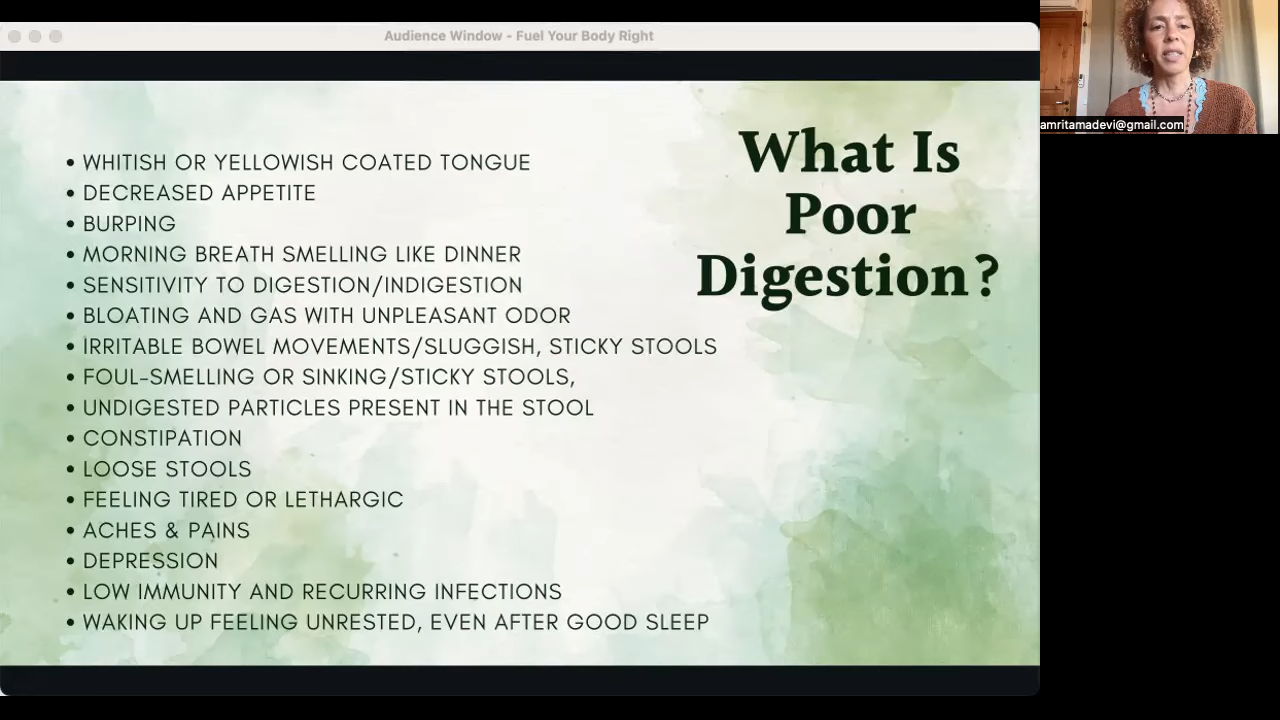 Audience Window - Fuel Your Body Right
amritamadevi@gmail.com
What Is
Poor
Digestion?
• WHITISH OR YELLOWISH COATED TONGUE
• DECREASED APPETITE
• BURPING
• MORNING BREATH SMELLING LIKE DINNER
• SENSITIVITY TO DIGESTION/INDIGESTION
• BLOATING AND GAS WITH UNPLEASANT ODOR
• IRRITABLE BOWEL MOVEMENTS/SLUGGISH, STICKY STOOLS
• FOUL-SMELLING OR SINKING/STICKY STOOLS,
• UNDIGESTED PARTICLES PRESENT IN THE STOOL
• CONSTIPATION
• LOOSE STOOLS
• FEELING TIRED OR LETHARGIC
• ACHES & PAINS
• DEPRESSION
• LOW IMMUNITY AND RECURRING INFECTIONS
• WAKING UP FEELING UNRESTED, EVEN AFTER GOOD SLEEP